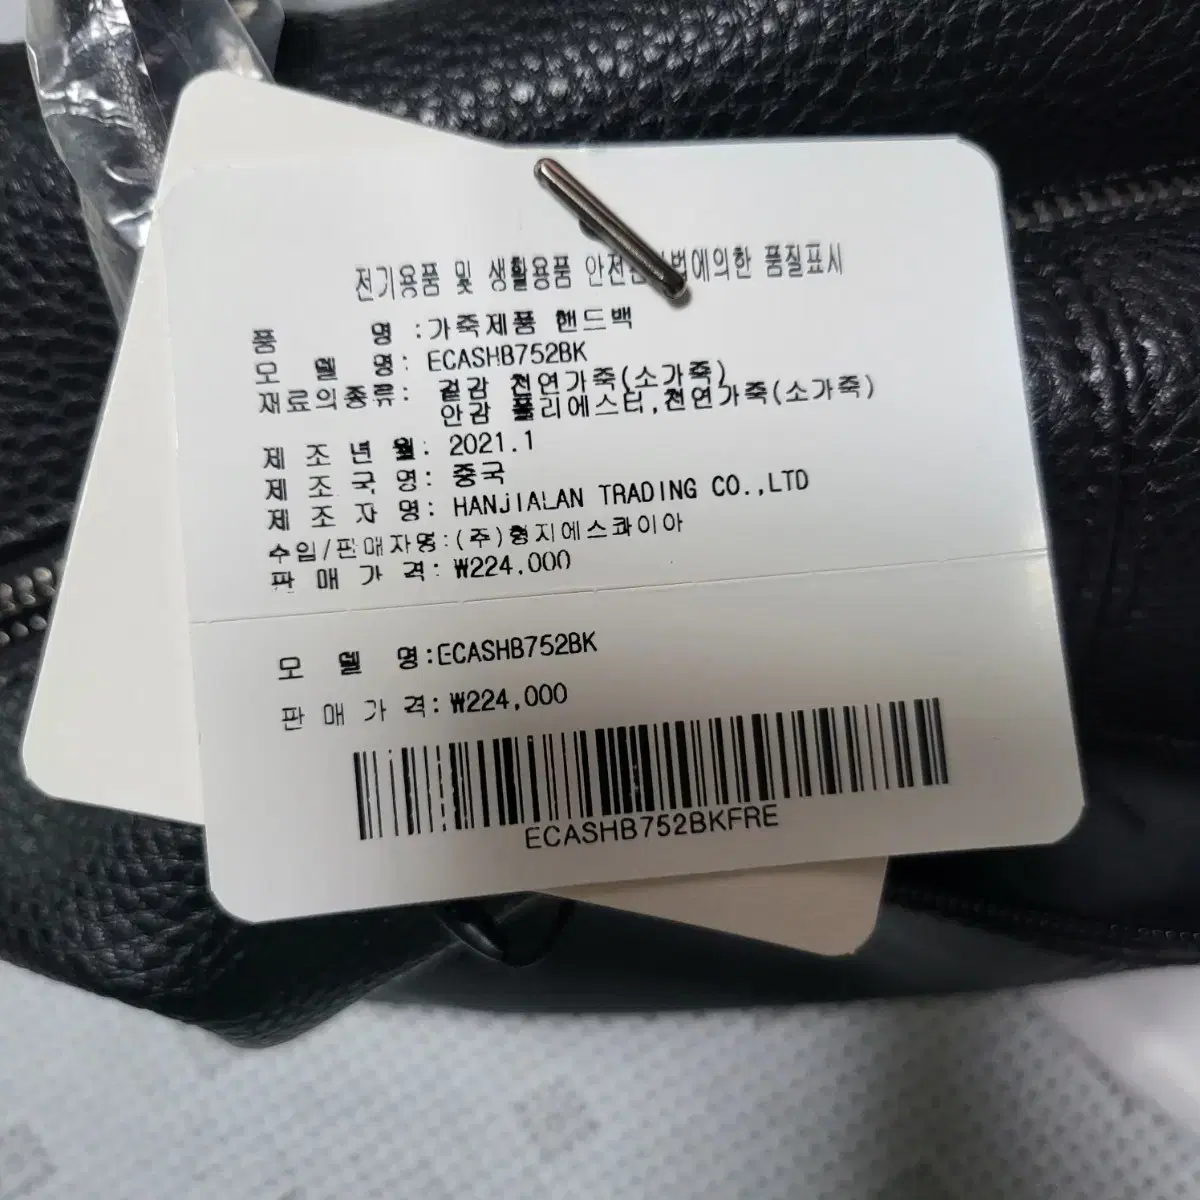 전기용품 및 생활용품 안전 법에의한 품질표시
품 명 : 가죽제품 핸드백
모 델 명 : ECASHB752BK
재료의종류: 겉감 천연가죽(소가죽)
안감 폴리에스터,천연가죽(소가죽)
제 조 년 월: 2021.1
제 조 국 명: 중국
제 조 자 명: HANJIALAN TRADING CO.,LTD
수입/판매자명:(주)형지에스콰이아
판 매 가 격: ₩224,000
모 델 명:ECASHB752BK
판 매 가 격: ₩224,000
ECASHB752BKFRE